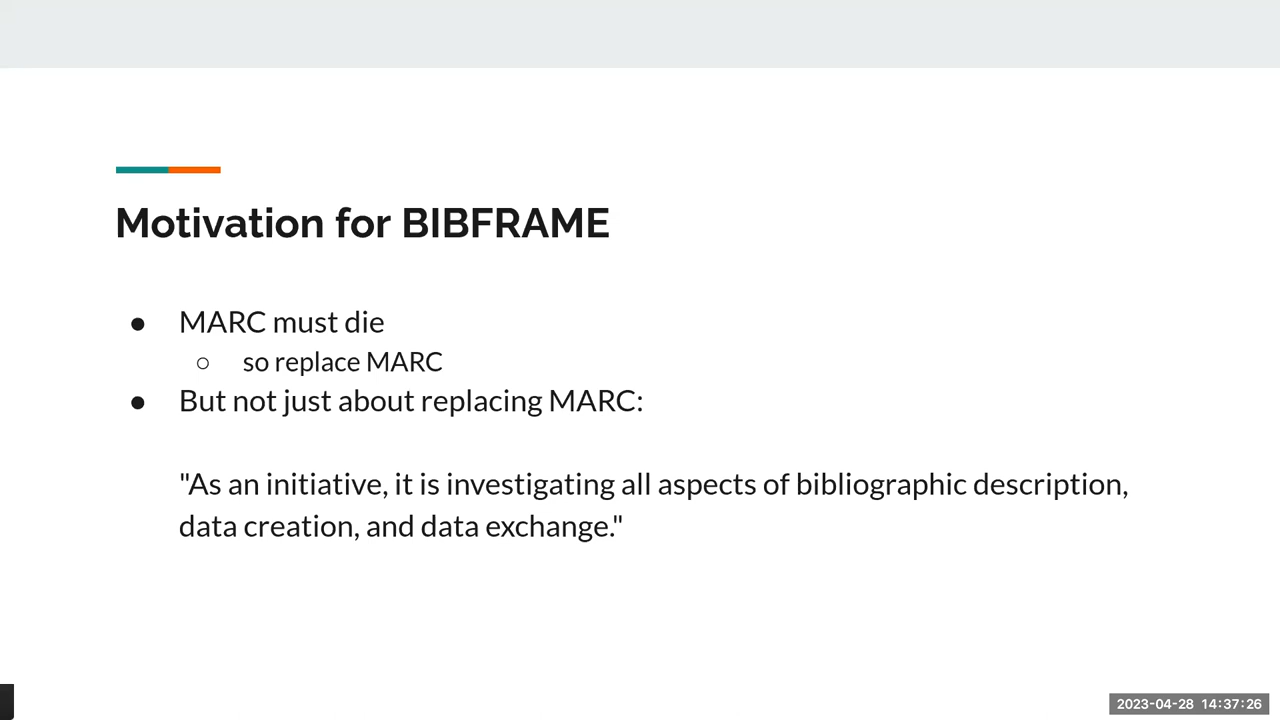 Motivation for BIBFRAME
● MARC must die
○ so replace MARC
● But not just about replacing MARC:
"As an initiative, it is investigating all aspects of bibliographic description,
data creation, and data exchange."
2023-04-28 14:37:26